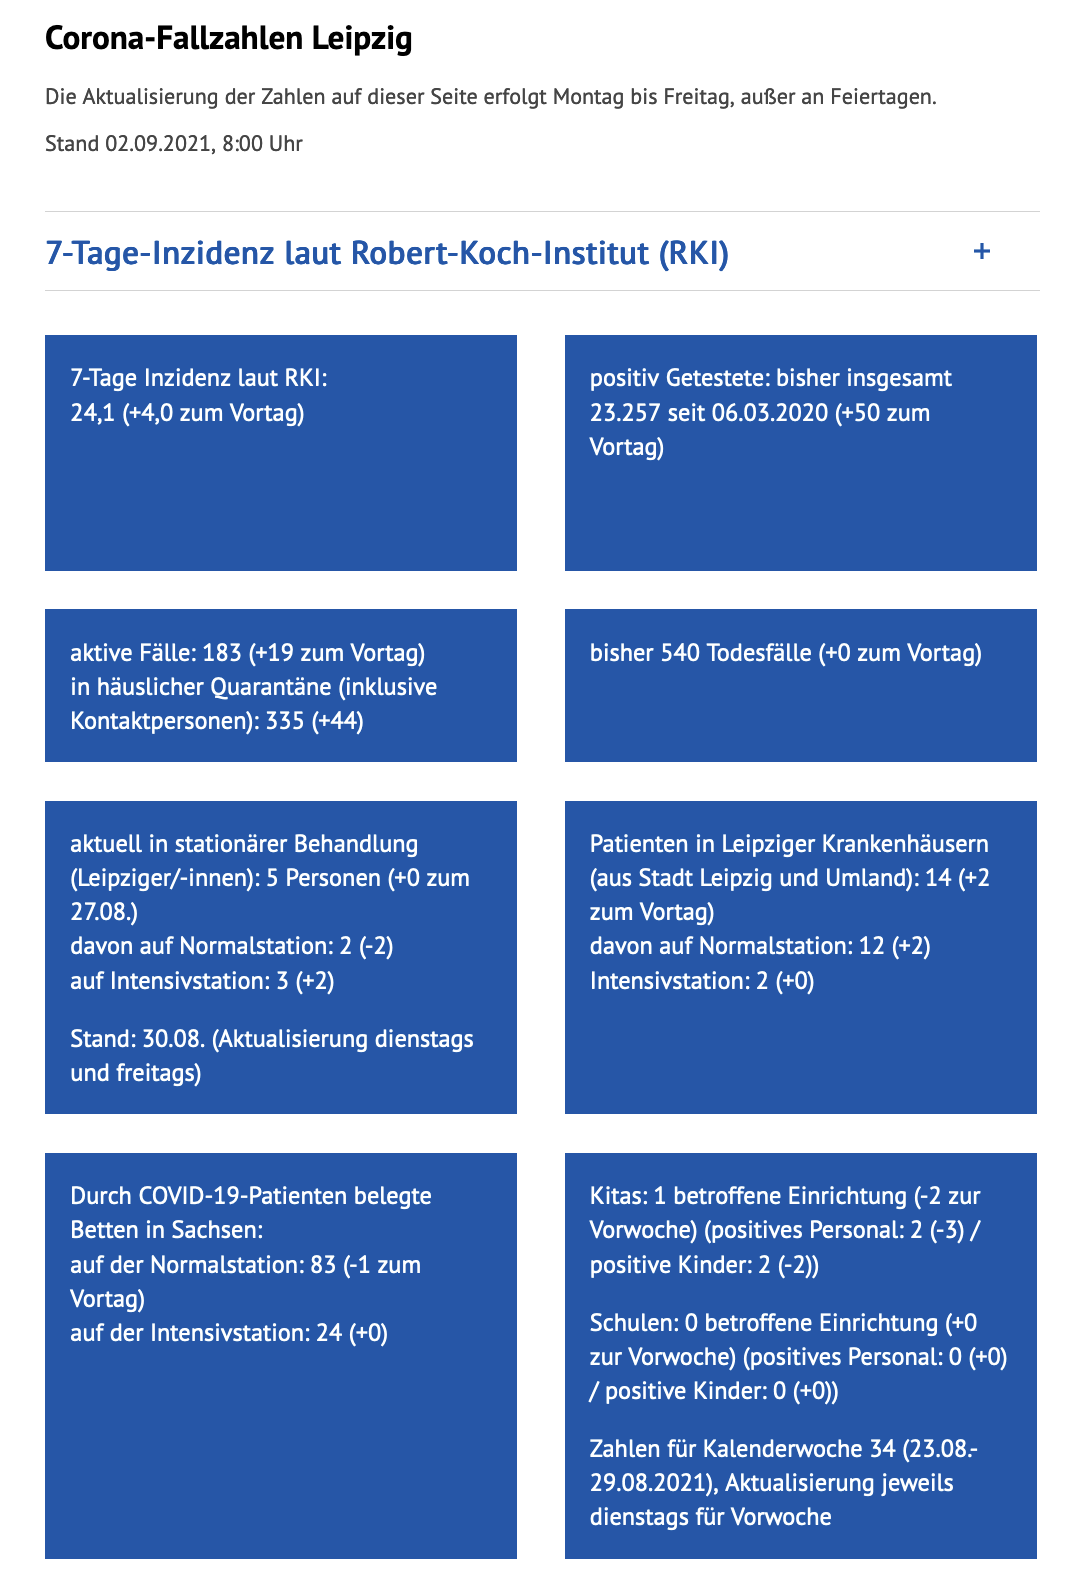 Corona-Fallzahlen Leipzig
Die Aktualisierung der Zahlen auf dieser Seite erfolgt Montag bis Freitag, außer an Feiertagen.
Stand 02.09.2021, 8:00 Uhr
7-Tage-Inzidenz laut Robert-Koch-Institut (RKI) +
7-Tage Inzidenz laut RKI:
24,1 (+4,0 zum Vortag)
positiv Getestete: bisher insgesamt
23.257 seit 06.03.2020 (+50 zum
Vortag)
aktive Fälle: 183 (+19 zum Vortag)
in häuslicher Quarantäne (inklusive
Kontaktpersonen): 335 (+44)
bisher 540 Todesfälle (+0 zum Vortag)
aktuell in stationärer Behandlung
(Leipziger/-innen): 5 Personen (+0 zum
27.08.)
davon auf Normalstation: 2 (-2)
auf Intensivstation: 3 (+2)
Stand: 30.08. (Aktualisierung dienstags
und freitags)
Patienten in Leipziger Krankenhäusern
(aus Stadt Leipzig und Umland): 14 (+2
zum Vortag)
davon auf Normalstation: 12 (+2)
Intensivstation: 2 (+0)
Durch COVID-19-Patienten belegte
Betten in Sachsen:
auf der Normalstation: 83 (-1 zum
Vortag)
auf der Intensivstation: 24 (+0)
Kitas: 1 betroffene Einrichtung (-2 zur
Vorwoche) (positives Personal: 2 (-3) /
positive Kinder: 2 (-2))
Schulen: 0 betroffene Einrichtung (+0
zur Vorwoche) (positives Personal: 0 (+0)
/ positive Kinder: 0 (+0))
Zahlen für Kalenderwoche 34 (23.08.-
29.08.2021), Aktualisierung jeweils
dienstags für Vorwoche